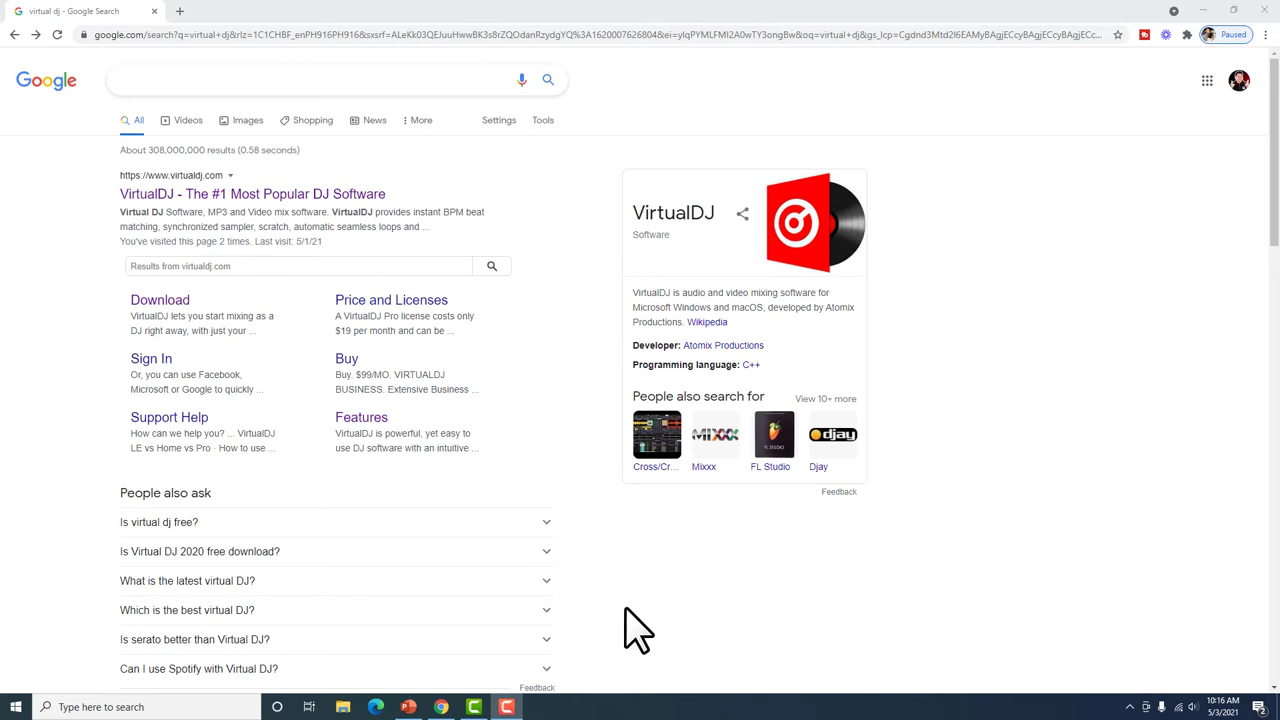 virtual dj - Google Search
google.com/search?q=virtual+dj&rlz=1C1CHBF_enPH916PH916&sxsrf=ALeKk03QEJuuHwwBK3s8rZQOdanRzydgYQ%3A1620007626804&ei=ylqPYMLFMI2A0wTY3ongBw&oq=virtual+dj&gs_lcp=Cgdnd3Mtd2l6EAMyBAgjECcyBAgjECcyBAgjECc...
Paused
Google
All
Videos
Images
Shopping
News
More
Settings
Tools
About 308,000,000 results (0.58 seconds)
https://www.virtualdj.com
VirtualDJ - The #1 Most Popular DJ Software
Virtual DJ Software, MP3 and Video mix software. VirtualDJ provides instant BPM beat
matching, synchronized sampler, scratch, automatic seamless loops and ...
You've visited this page 2 times. Last visit: 5/1/21
Results from virtualdj.com
Download
VirtualDJ lets you start mixing as a
DJ right away, with just your ...
Price and Licenses
A VirtualDJ Pro license costs only
$19 per month and can be ...
Sign In
Or, you can use Facebook,
Microsoft or Google to quickly ...
Buy
Buy. $99/MO. VIRTUALDJ
BUSINESS. Extensive Business ...
Support Help
How can we help you? ... VirtualDJ
LE vs Home vs Pro · How to use ...
Features
VirtualDJ is powerful, yet easy to
use DJ software with an intuitive ...
People also ask
Is virtual dj free?
Is Virtual DJ 2020 free download?
What is the latest virtual DJ?
Which is the best virtual DJ?
Is serato better than Virtual DJ?
Can I use Spotify with Virtual DJ?
Feedback
VirtualDJ
Software
VirtualDJ is audio and video mixing software for
Microsoft Windows and macOS, developed by Atomix
Productions. Wikipedia
Developer: Atomix Productions
Programming language: C++
People also search for
View 10+ more
MIXXX
FL STUDIO
djay
Cross/Cr...
Mixxx
FL Studio
Djay
Feedback
Type here to search
10:16 AM
5/3/2021
2